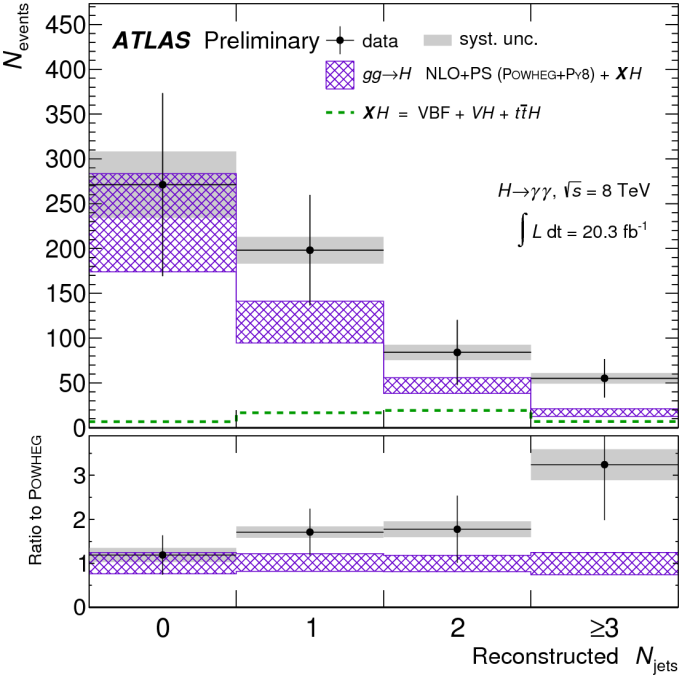 N_events
450
400
350
300
250
200
150
100
50
0
ATLAS Preliminary
data
syst. unc.
gg→H NLO+PS (POWHEG+PY8) + XH
XH = VBF + VH + tt̅H
H→γγ, √s = 8 TeV
∫ L dt = 20.3 fb⁻¹
Ratio to POWHEG
3
2
1
0
0 1 2 ≥3
Reconstructed N_jets